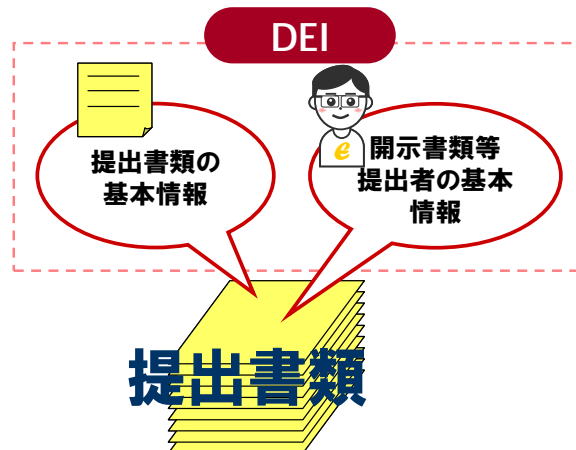 DEI
提出書類の
基本情報
e
開示書類等
提出者の基本
情報
提出書類